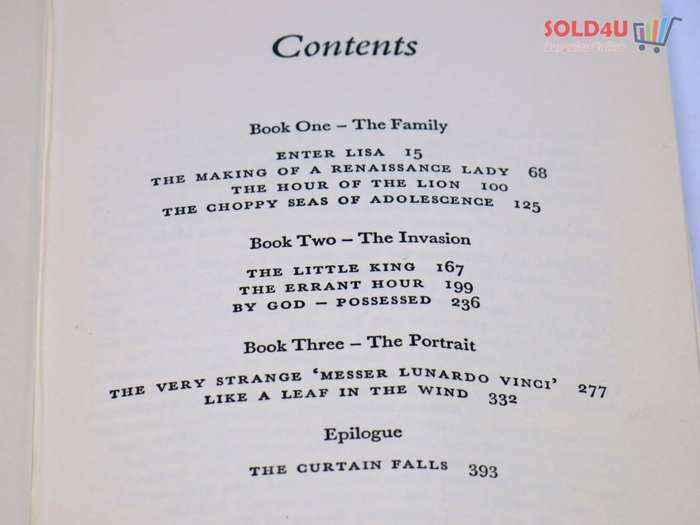 SOLD4U
Contents
Book One – The Family
ENTER LISA 15
THE MAKING OF A RENAISSANCE LADY 68
THE HOUR OF THE LION 100
THE CHOPPY SEAS OF ADOLESCENCE 125
Book Two – The Invasion
THE LITTLE KING 167
THE ERRANT HOUR 199
BY GOD – POSSESSED 236
Book Three – The Portrait
THE VERY STRANGE ‘MESSER LUNARDO VINCI’ 277
LIKE A LEAF IN THE WIND 332
Epilogue
THE CURTAIN FALLS 393